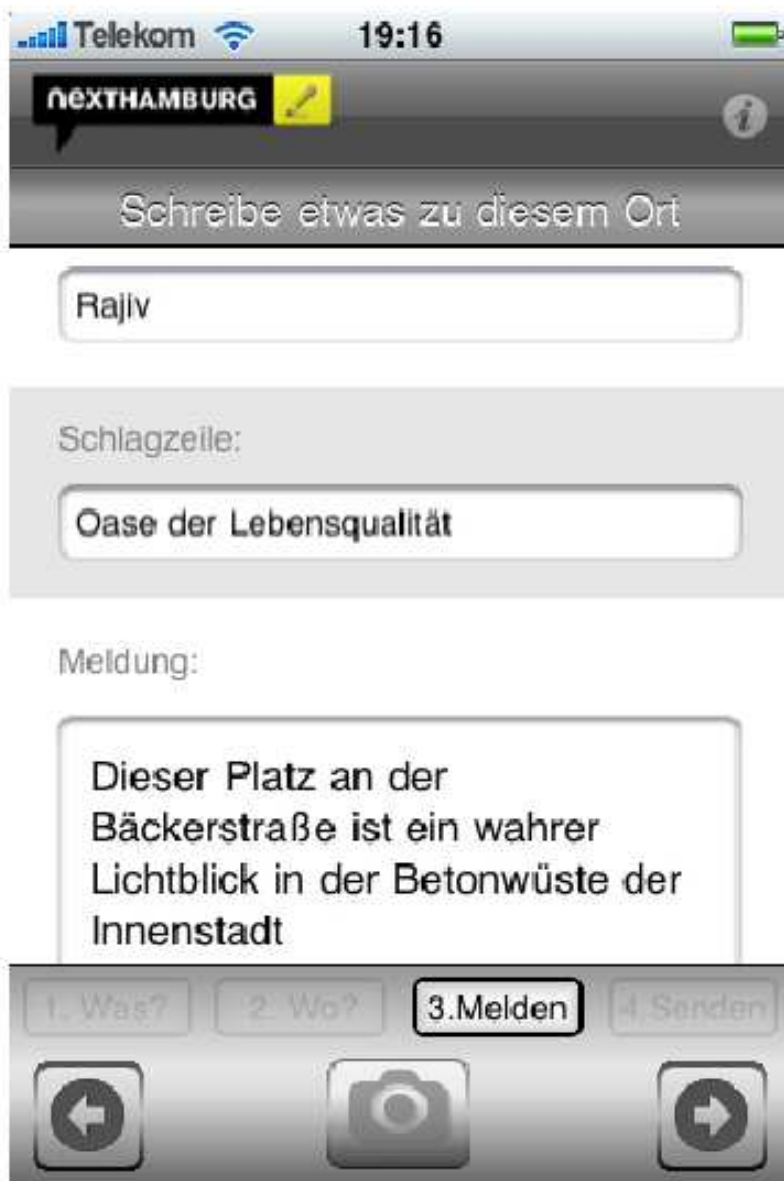 Telekom 19:16
nexthamburg
Schreibe etwas zu diesem Ort
Rajiv
Schlagzeile:
Oase der Lebensqualität
Meldung:
Dieser Platz an der
Bäckerstraße ist ein wahrer
Lichtblick in der Betonwüste der
Innenstadt
1. Was? 2. Wo? 3.Melden 4.Senden